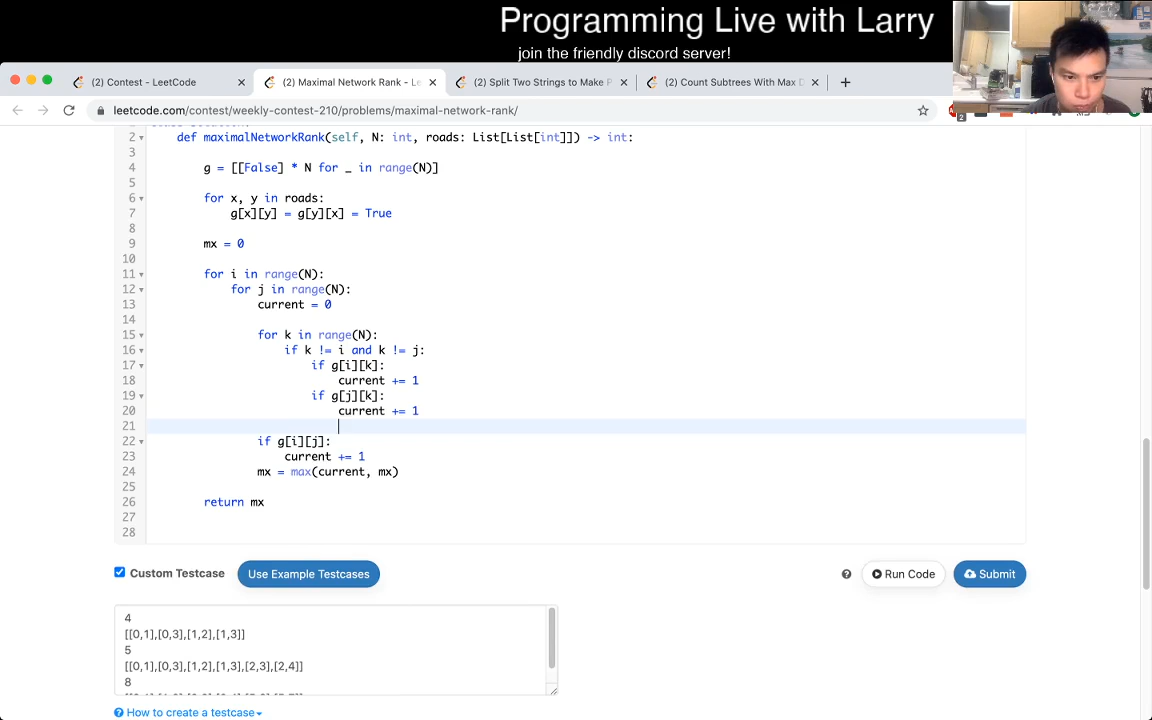 Programming Live with Larry
join the friendly discord server!
(2) Contest - LeetCode
(2) Maximal Network Rank - Le
(2) Split Two Strings to Make P
(2) Count Subtrees With Max D
leetcode.com/contest/weekly-contest-210/problems/maximal-network-rank/
2
2 def maximalNetworkRank(self, N: int, roads: List[List[int]]) -> int:
3
4 g = [[False] * N for _ in range(N)]
5
6 for x, y in roads:
7 g[x][y] = g[y][x] = True
8
9 mx = 0
10
11 for i in range(N):
12 for j in range(N):
13 current = 0
14
15 for k in range(N):
16 if k != i and k != j:
17 if g[i][k]:
18 current += 1
19 if g[j][k]:
20 current += 1
21
22 if g[i][j]:
23 current += 1
24 mx = max(current, mx)
25
26 return mx
27
28
Custom Testcase
Use Example Testcases
Run Code
Submit
4
[[0,1],[0,3],[1,2],[1,3]]
5
[[0,1],[0,3],[1,2],[1,3],[2,3],[2,4]]
8
How to create a testcase